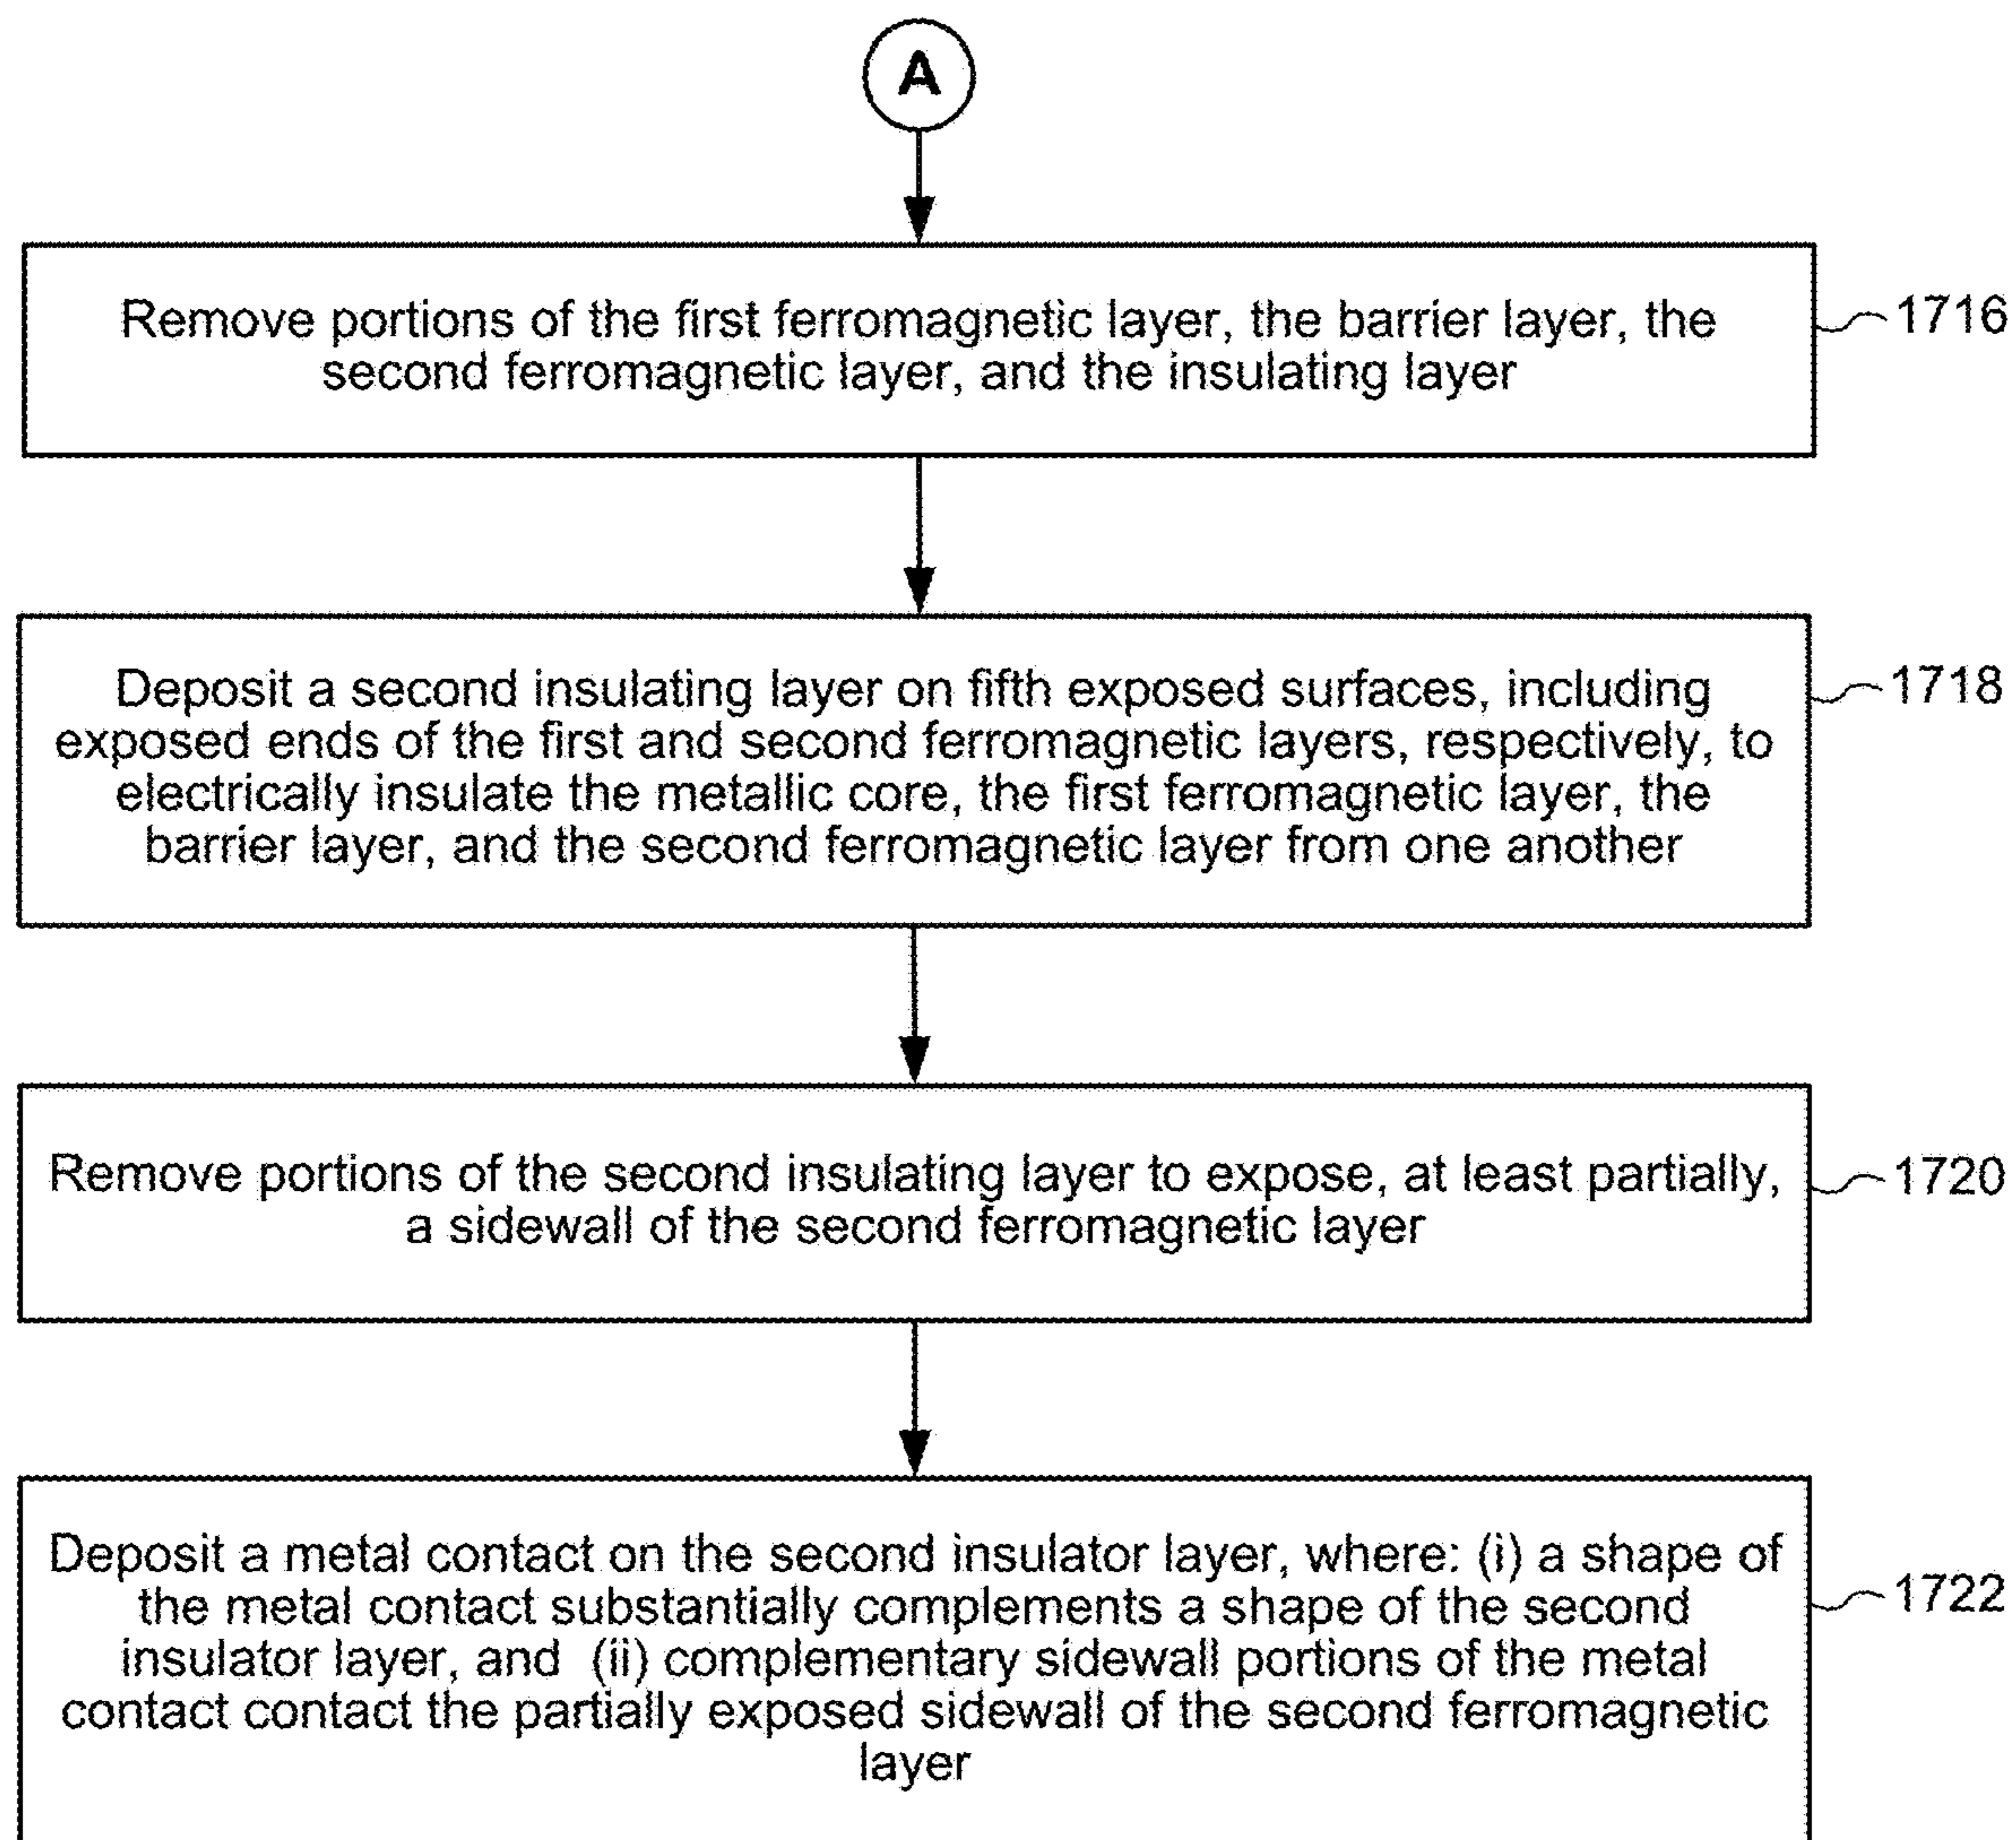 A
Remove portions of the first ferromagnetic layer, the barrier layer, the
second ferromagnetic layer, and the insulating layer
1716
Deposit a second insulating layer on fifth exposed surfaces, including
exposed ends of the first and second ferromagnetic layers, respectively, to
electrically insulate the metallic core, the first ferromagnetic layer, the
barrier layer, and the second ferromagnetic layer from one another
1718
Remove portions of the second insulating layer to expose, at least partially,
a sidewall of the second ferromagnetic layer
1720
Deposit a metal contact on the second insulator layer, where: (i) a shape of
the metal contact substantially complements a shape of the second
insulator layer, and (ii) complementary sidewall portions of the metal
contact contact the partially exposed sidewall of the second ferromagnetic
layer
1722